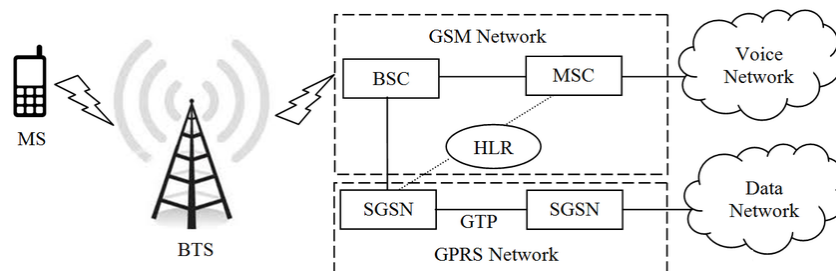 GSM Network
MS
BTS
BSC
MSC
Voice
Network
HLR
SGSN
GTP
SGSN
Data
Network
GPRS Network